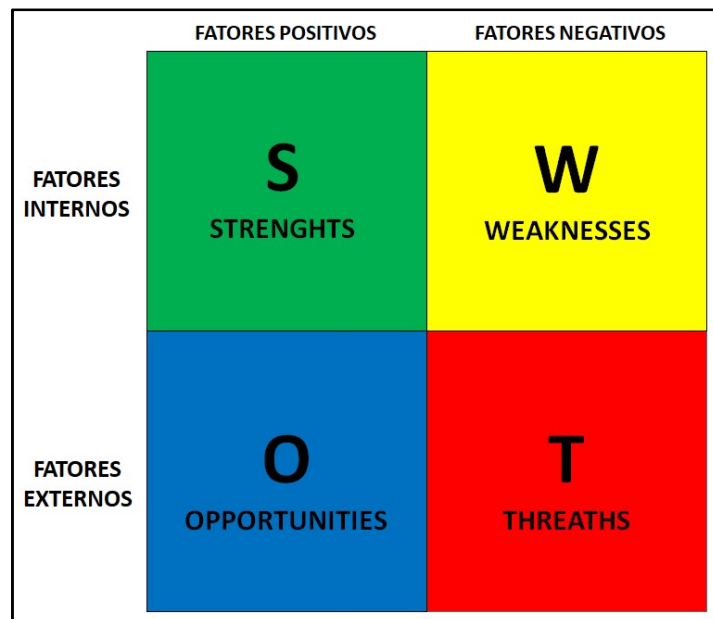 FATORES POSITIVOS
FATORES NEGATIVOS
FATORES
INTERNOS
S
STRENGHTS
W
WEAKNESSES
FATORES
EXTERNOS
O
OPPORTUNITIES
T
THREATHS